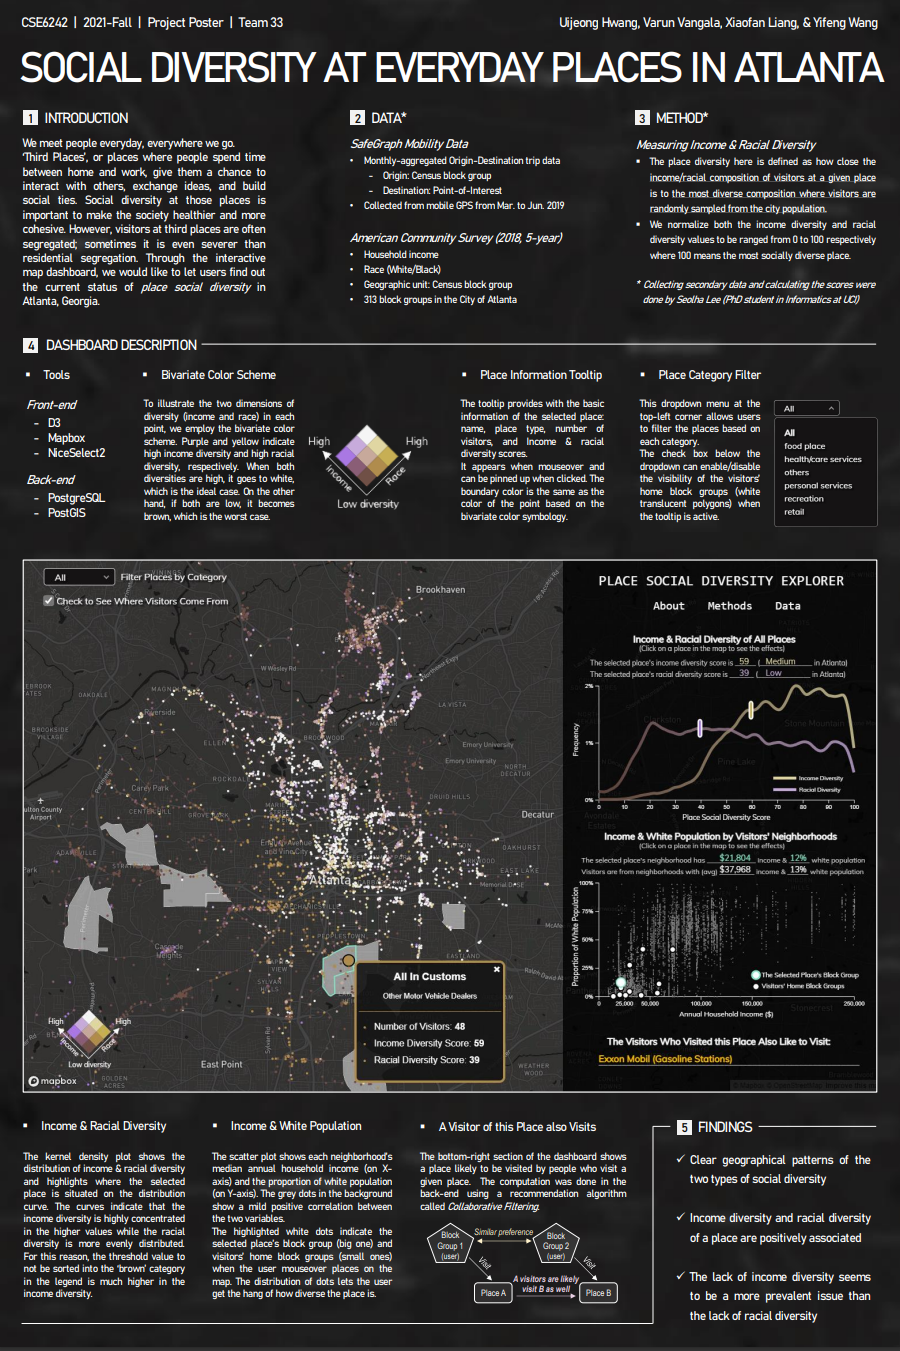 CSE6242 | 2021-Fall | Project Poster | Team 33
Uijeong Hwang, Varun Vangala, Xiaofan Liang, & Yifeng Wang
SOCIAL DIVERSITY AT EVERYDAY PLACES IN ATLANTA
1 INTRODUCTION
We meet people everyday, everywhere we go.
'Third Places', or places where people spend time
between home and work, give them a chance to
interact with others, exchange ideas, and build
social ties. Social diversity at those places is
important to make the society healthier and more
cohesive. However, visitors at third places are often
segregated; sometimes it is even severer than
residential segregation. Through the interactive
map dashboard, we would like to let users find out
the current status of place social diversity in
Atlanta, Georgia.
2 DATA*
SafeGraph Mobility Data
• Monthly-aggregated Origin-Destination trip data
- Origin: Census block group
- Destination: Point-of-Interest
• Collected from mobile GPS from Mar. to Jun. 2019
American Community Survey (2018, 5-year)
• Household income
• Race (White/Black)
• Geographic unit: Census block group
• 313 block groups in the City of Atlanta
3 METHOD*
Measuring Income & Racial Diversity
▪ The place diversity here is defined as how close the
income/racial composition of visitors at a given place
is to the most diverse composition where visitors are
randomly sampled from the city population.
▪ We normalize both the income diversity and racial
diversity values to be ranged from 0 to 100 respectively
where 100 means the most socially diverse place.
* Collecting secondary data and calculating the scores were
done by Seolha Lee (PhD student in Informatics at UCI)
4 DASHBOARD DESCRIPTION
▪ Tools
Front-end
- D3
- Mapbox
- NiceSelect2
Back-end
- PostgreSQL
- PostGIS
▪ Bivariate Color Scheme
To illustrate the two dimensions of
diversity (income and race) in each
point, we employ the bivariate color
scheme. Purple and yellow indicate
high income diversity and high racial
diversity, respectively. When both
diversities are high, it goes to white,
which is the ideal case. On the other
hand, if both are low, it becomes
brown, which is the worst case.
High
High
Income
Race
Low diversity
▪ Place Information Tooltip
The tooltip provides with the basic
information of the selected place:
name, place type, number of
visitors, and Income & racial
diversity scores.
It appears when mouseover and
can be pinned up when clicked. The
boundary color is the same as the
color of the point based on the
bivariate color symbology.
▪ Place Category Filter
This dropdown menu at the
top-left corner allows users
to filter the places based on
each category.
The check box below the
dropdown can enable/disable
the visibility of the visitors'
home block groups (white
translucent polygons) when
the tooltip is active.
All
All
food place
health/care services
others
personal services
recreation
retail
All
Filter Places by Category
Check to See Where Visitors Come From
Brookhaven
W Wesley Rd
OAKDALE
Riverside
LA VISTA
Emory University
Emory University
NORTH
DECATUR
Carey Park
DRUID HILLS
Decatur
OAKHURST
EAST LAKE
Atlanta
Memorial Dr SE
Cascade
Heights
EASTLAND
SYLVAN
HILLS
East Point
WEATHER
WOOD
GOLDEN
ACRES
All In Customs
Other Motor Vehicle Dealers
• Number of Visitors: 48
• Income Diversity Score: 59
• Racial Diversity Score: 39
High
High
Income
Race
Low diversity
mapbox
PLACE SOCIAL DIVERSITY EXPLORER
About Methods Data
Income & Racial Diversity of All Places
(Click on a place in the map to see the effects)
The selected place's income diversity score is 59 ( Medium in Atlanta)
The selected place's racial diversity score is 39 ( Low in Atlanta)
2%
1%
0%
Frequency
0 10 20 30 40 50 60 70 80 90 100
Place Social Diversity Score
Income Diversity
Racial Diversity
Income & White Population by Visitors' Neighborhoods
(Click on a place in the map to see the effects)
The selected place's neighborhood has $21,804 income & 12% white population
Visitors are from neighborhoods with (avg) $37,968 income & 13% white population
100%
75%
50%
25%
0%
Proportion of White Population
The Selected Place's Block Group
Visitors' Home Block Groups
0 25,000 50,000 100,000 150,000 250,000
Annual Household Income ($)
The Visitors Who Visited this Place Also Like to Visit:
Exxon Mobil (Gasoline Stations)
▪ Income & Racial Diversity
The kernel density plot shows the
distribution of income & racial diversity
and highlights where the selected
place is situated on the distribution
curve. The curves indicate that the
income diversity is highly concentrated
in the higher values while the racial
diversity is more evenly distributed.
For this reason, the threshold value to
not be sorted into the 'brown' category
in the legend is much higher in the
income diversity.
▪ Income & White Population
The scatter plot shows each neighborhood's
median annual household income (on X-
axis) and the proportion of white population
(on Y-axis). The grey dots in the background
show a mild positive correlation between
the two variables.
The highlighted white dots indicate the
selected place's block group (big one) and
visitors' home block groups (small ones)
when the user mouseover places on the
map. The distribution of dots lets the user
get the hang of how diverse the place is.
▪ A Visitor of this Place also Visits
The bottom-right section of the dashboard shows
a place likely to be visited by people who visit a
given place. The computation was done in the
back-end using a recommendation algorithm
called Collaborative Filtering.
Block
Group 1
(user)
Similar preference
Block
Group 2
(user)
Visit
Visit
Place A
A visitors are likely
visit B as well
Place B
5 FINDINGS
✓ Clear geographical patterns of the
two types of social diversity
✓ Income diversity and racial diversity
of a place are positively associated
✓ The lack of income diversity seems
to be a more prevalent issue than
the lack of racial diversity